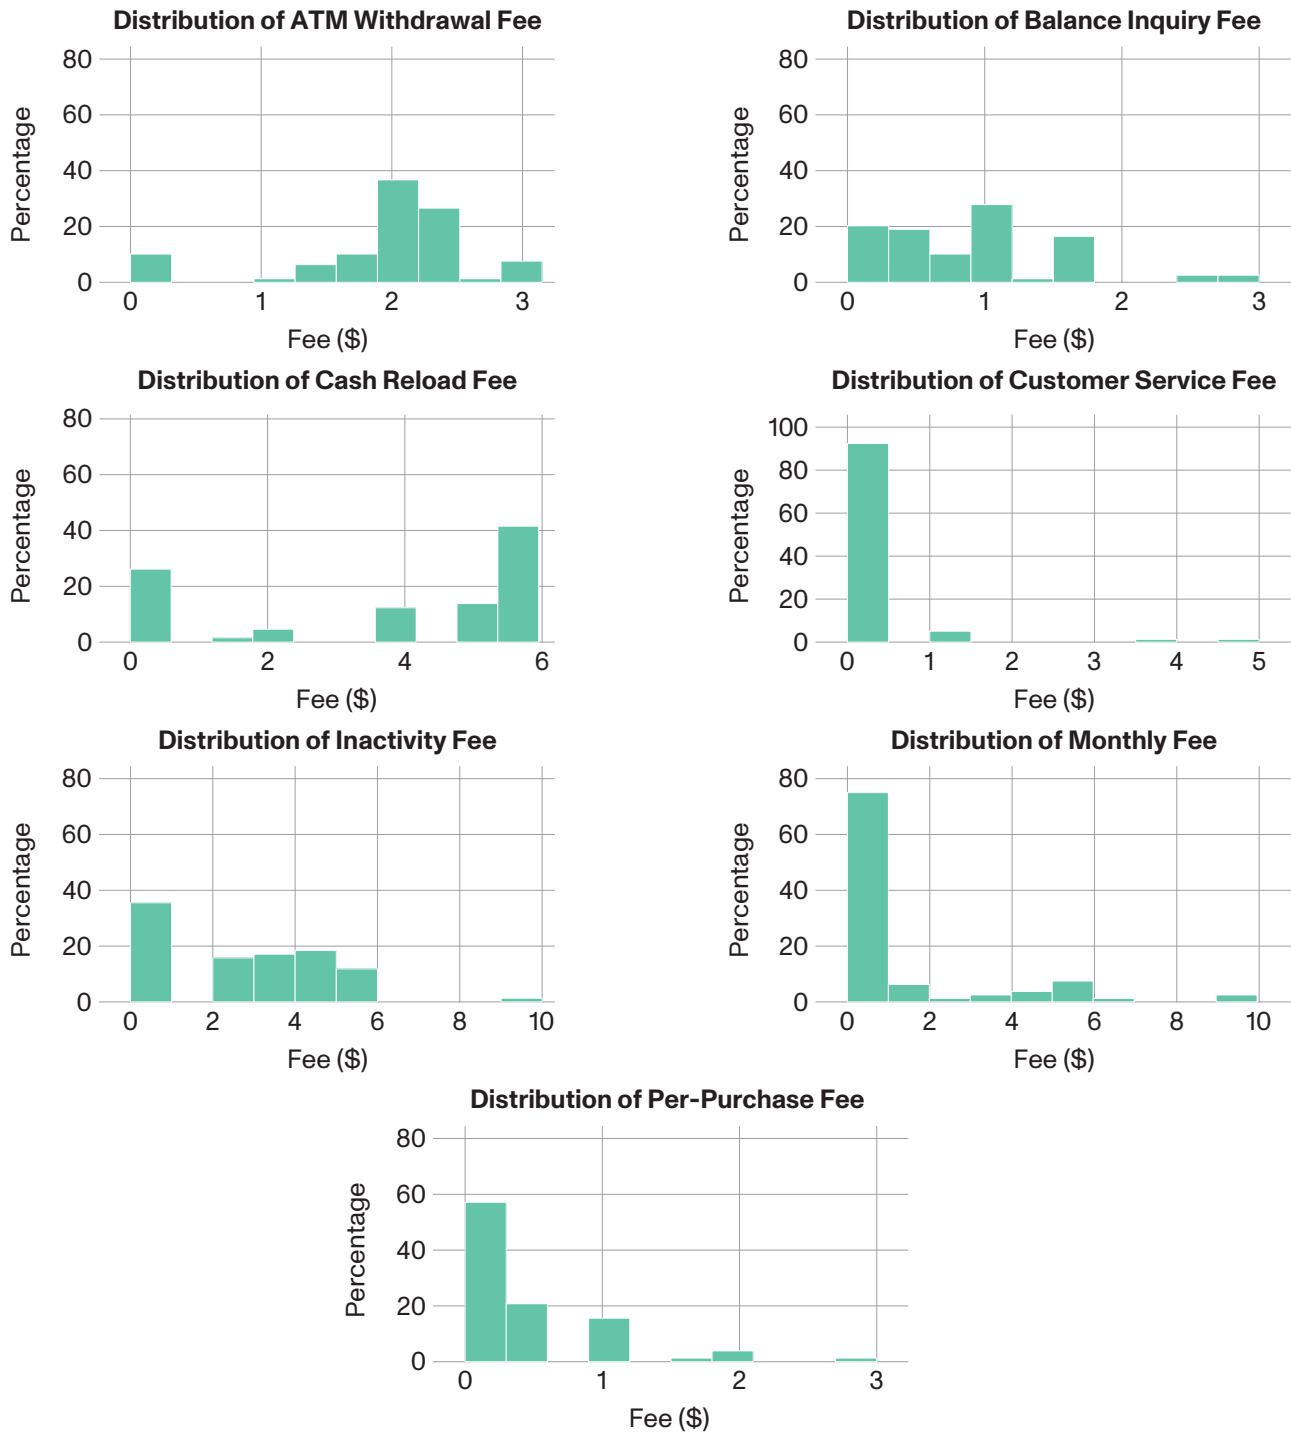 Distribution of ATM Withdrawal Fee
80
60
40
20
0
Percentage
0 1 2 3
Fee ($)
Distribution of Balance Inquiry Fee
80
60
40
20
0
Percentage
0 1 2 3
Fee ($)
Distribution of Cash Reload Fee
80
60
40
20
0
Percentage
0 2 4 6
Fee ($)
Distribution of Customer Service Fee
100
80
60
40
20
0
Percentage
0 1 2 3 4 5
Fee ($)
Distribution of Inactivity Fee
80
60
40
20
0
Percentage
0 2 4 6 8 10
Fee ($)
Distribution of Monthly Fee
80
60
40
20
0
Percentage
0 2 4 6 8 10
Fee ($)
Distribution of Per-Purchase Fee
80
60
40
20
0
Percentage
0 1 2 3
Fee ($)